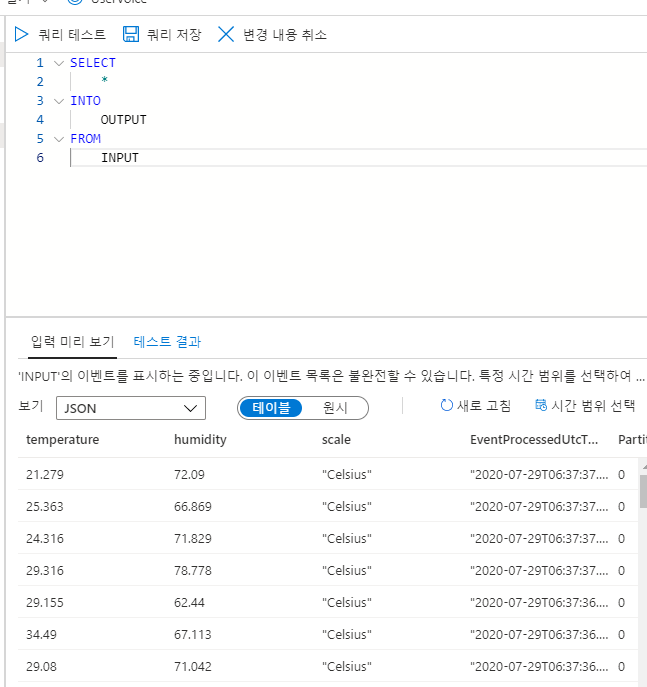 UserVoice
쿼리 테스트 쿼리 저장 변경 내용 취소
1 SELECT
2 *
3 INTO
4 OUTPUT
5 FROM
6 INPUT
입력 미리 보기 테스트 결과
'INPUT'의 이벤트를 표시하는 중입니다. 이 이벤트 목록은 불완전할 수 있습니다. 특정 시간 범위를 선택하여 ...
보기 JSON 테이블 원시 새로 고침 시간 범위 선택
temperature humidity scale EventProcessedUtcT... Partit
21.279 72.09 "Celsius" "2020-07-29T06:37:37.... 0
25.363 66.869 "Celsius" "2020-07-29T06:37:37.... 0
24.316 71.829 "Celsius" "2020-07-29T06:37:37.... 0
29.316 78.778 "Celsius" "2020-07-29T06:37:37.... 0
29.155 62.44 "Celsius" "2020-07-29T06:37:36.... 0
34.49 67.113 "Celsius" "2020-07-29T06:37:36.... 0
29.08 71.042 "Celsius" "2020-07-29T06:37:36.... 0